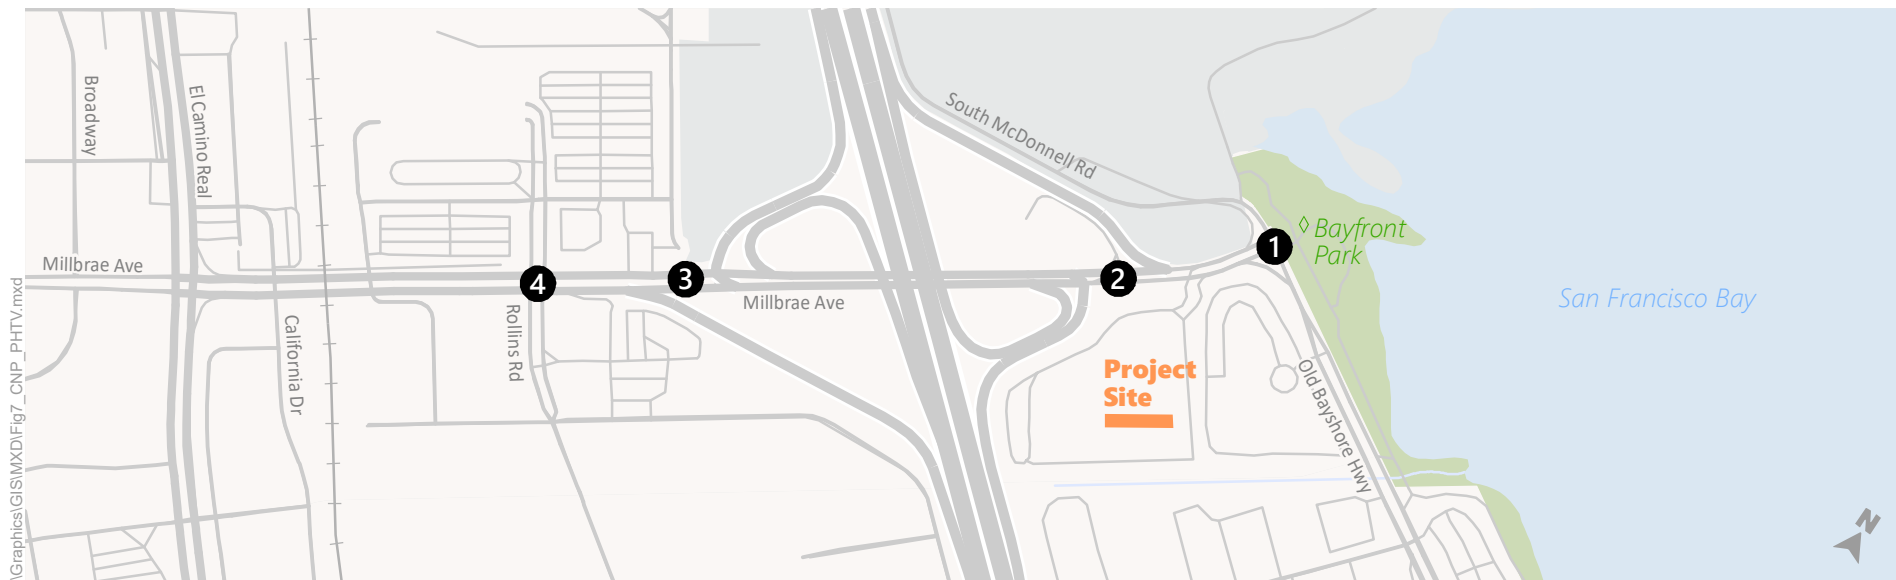 Broadway
El Camino Real
South McDonnell Rd
1
◊ Bayfront
Park
Millbrae Ave
4
3
2
Millbrae Ave
San Francisco Bay
Rollins Rd
California Dr
Project
Site
Old Bayshore Hwy
N
\Graphics\GIS\MXD\Fig7_CNP_PHTV.mxd